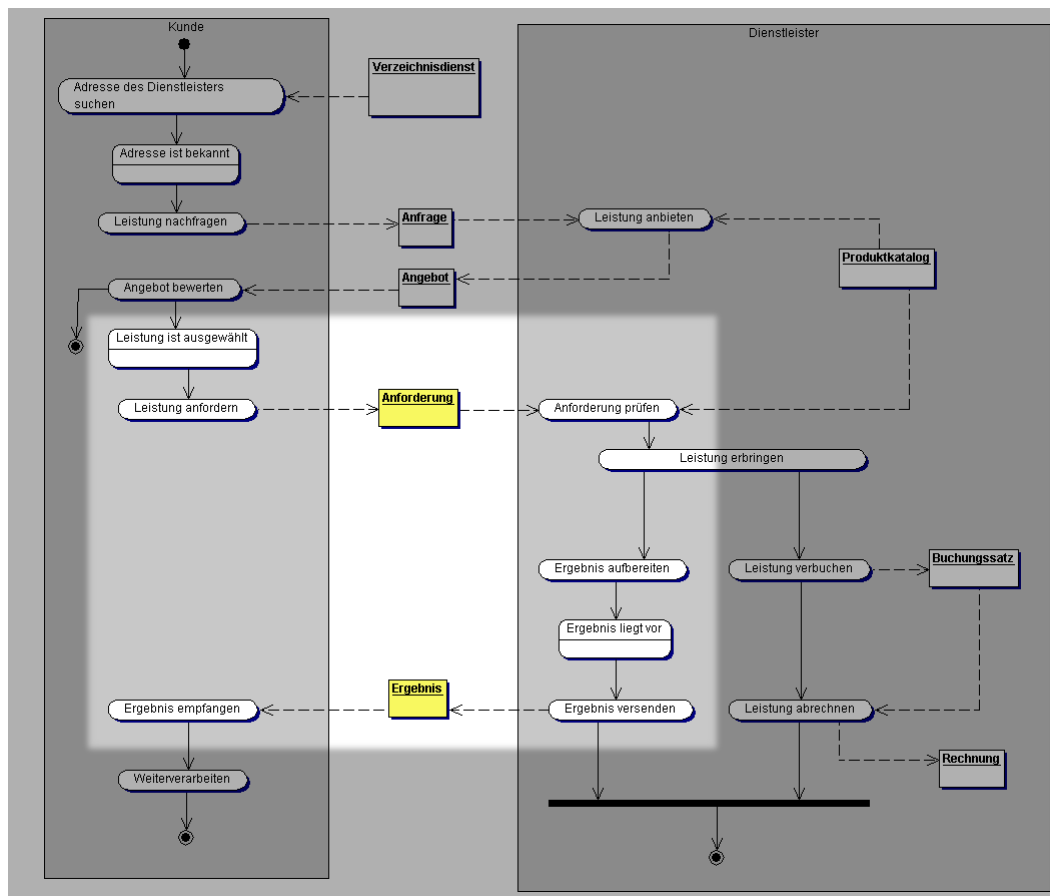 Kunde
Dienstleister
Verzeichnisdienst
Adresse des Dienstleisters
suchen
Adresse ist bekannt
Leistung nachfragen
Anfrage
Leistung anbieten
Produktkatalog
Angebot
Angebot bewerten
Leistung ist ausgewählt
Leistung anfordern
Anforderung
Anforderung prüfen
Leistung erbringen
Ergebnis aufbereiten
Leistung verbuchen
Buchungssatz
Ergebnis liegt vor
Ergebnis empfangen
Ergebnis
Ergebnis versenden
Leistung abrechnen
Rechnung
Weiterverarbeiten